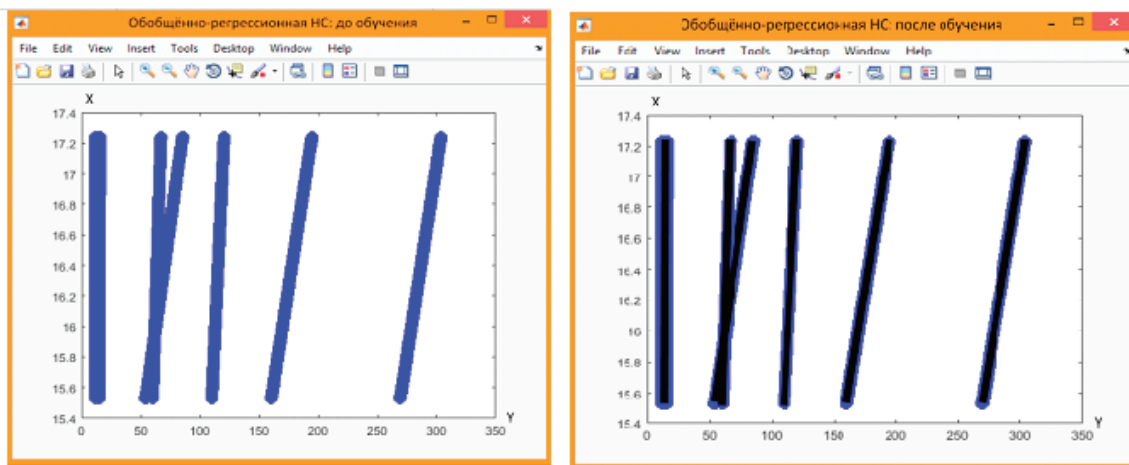 Обобщённо-регрессионная НС: до обучения
File Edit View Insert Tools Desktop Window Help
X
17.4
17.2
17
16.8
16.6
16.4
16.2
16
15.8
15.6
15.4
0 50 100 150 200 250 300 350
Y
Обобщённо-регрессионная НС: после обучения
File Edit View Insert Tools Desktop Window Help
X
17.4
17.2
17
16.8
16.6
16.4
16.2
16
15.8
15.6
15.4
0 50 100 150 200 250 300 350
Y